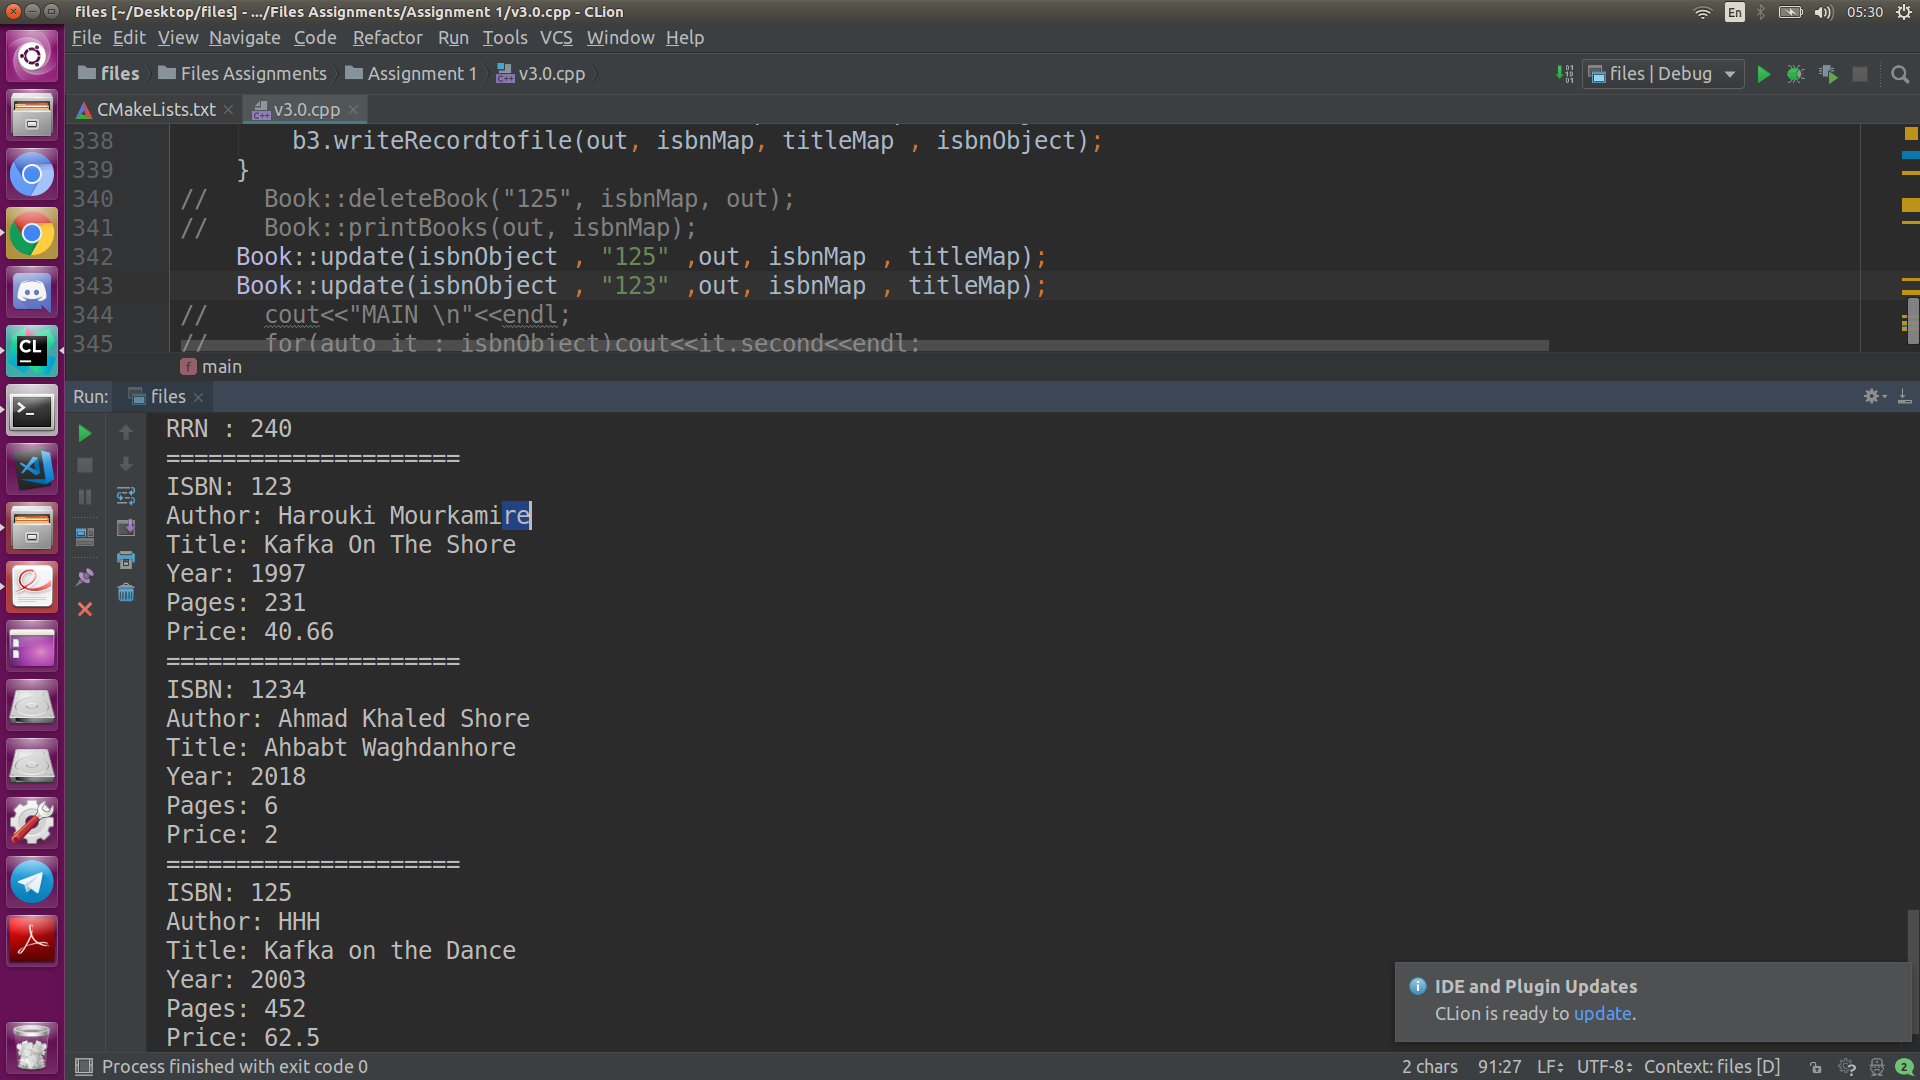 files [~/Desktop/files] - .../Files Assignments/Assignment 1/v3.0.cpp - CLion
En
05:30
File Edit View Navigate Code Refactor Run Tools VCS Window Help
files Files Assignments Assignment 1 v3.0.cpp
files | Debug
CMakeLists.txt v3.0.cpp
338 b3.writeRecordtofile(out, isbnMap, titleMap , isbnObject);
339 }
340 // Book::deleteBook("125", isbnMap, out);
341 // Book::printBooks(out, isbnMap);
342 Book::update(isbnObject , "125" ,out, isbnMap , titleMap);
343 Book::update(isbnObject , "123" ,out, isbnMap , titleMap);
344 // cout<<"MAIN \n"<<endl;
345 // for(auto it : isbnObject)cout<<it.second<<endl;
f main
Run: files
RRN : 240
=====================
ISBN: 123
Author: Harouki Mourkamire
Title: Kafka On The Shore
Year: 1997
Pages: 231
Price: 40.66
=====================
ISBN: 1234
Author: Ahmad Khaled Shore
Title: Ahbabt Waghdanhore
Year: 2018
Pages: 6
Price: 2
=====================
ISBN: 125
Author: HHH
Title: Kafka on the Dance
Year: 2003
Pages: 452
Price: 62.5
IDE and Plugin Updates
CLion is ready to update.
Process finished with exit code 0
2 chars 91:27 LF UTF-8 Context: files [D] 2
CL